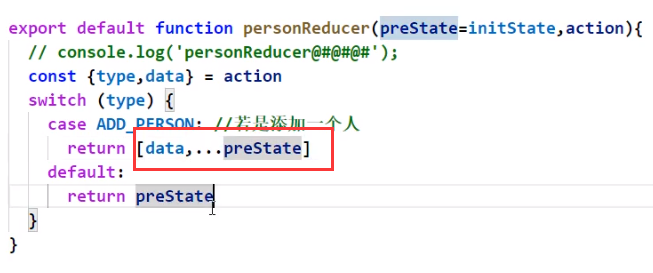 export default function personReducer(preState=initState,action){
// console.log('personReducer@#@#@#');
const {type,data} = action
switch (type) {
case ADD_PERSON: //若是添加一个人
return [data,...preState]
default:
return preState
}
}